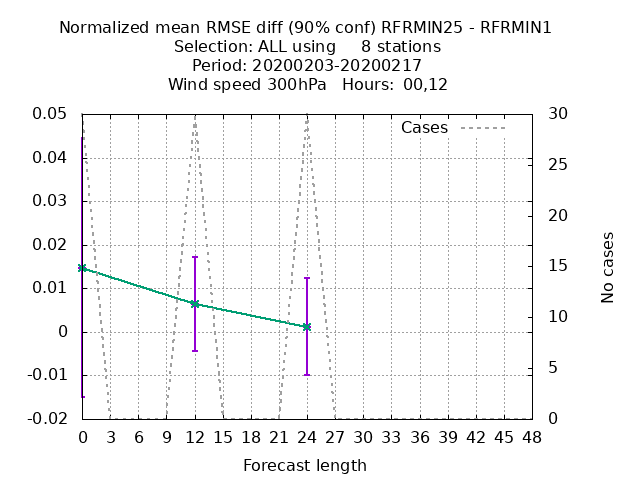 Normalized mean RMSE diff (90% conf) RFRMIN25 - RFRMIN1
Selection: ALL using     8 stations
Period: 20200203-20200217
Wind speed 300hPa   Hours: 00,12
Cases
0.05
0.04
0.03
0.02
0.01
0
-0.01
-0.02
30
25
20
15
10
5
0
No cases
0 3 6 9 12 15 18 21 24 27 30 33 36 39 42 45 48
Forecast length